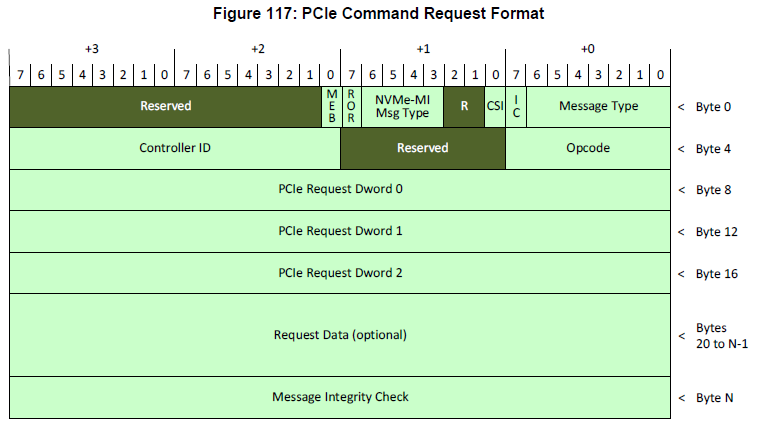 Figure 117: PCIe Command Request Format
+3 +2 +1 +0
7 6 5 4 3 2 1 0 7 6 5 4 3 2 1 0 7 6 5 4 3 2 1 0 7 6 5 4 3 2 1 0
Reserved MEB ROR NVMe-MI Msg Type R CSI IC Message Type < Byte 0
Controller ID Reserved Opcode < Byte 4
PCIe Request Dword 0 < Byte 8
PCIe Request Dword 1 < Byte 12
PCIe Request Dword 2 < Byte 16
Request Data (optional) < Bytes 20 to N-1
Message Integrity Check < Byte N